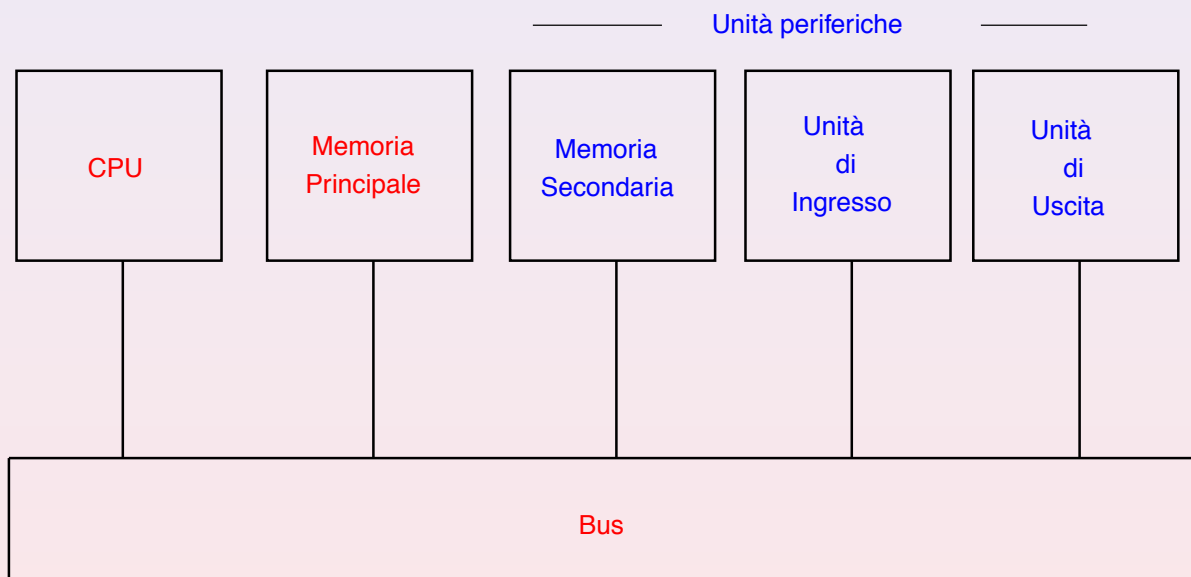 Unità periferiche
CPU
Memoria
Principale
Memoria
Secondaria
Unità
di
Ingresso
Unità
di
Uscita
Bus